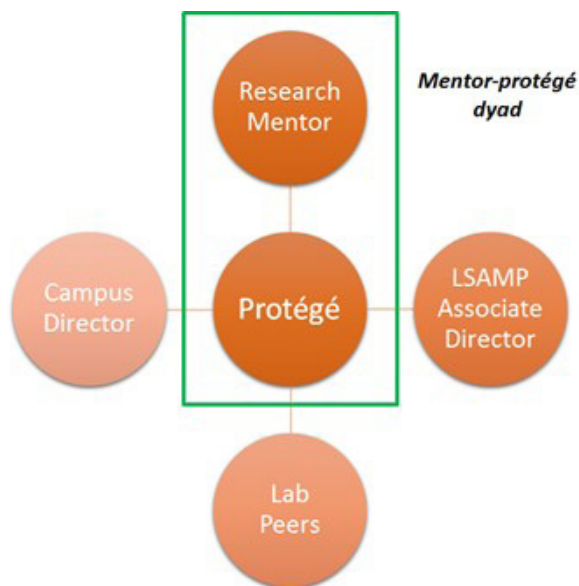 Research
Mentor
Mentor-protégé
dyad
Campus
Director
Protégé
LSAMP
Associate
Director
Lab
Peers